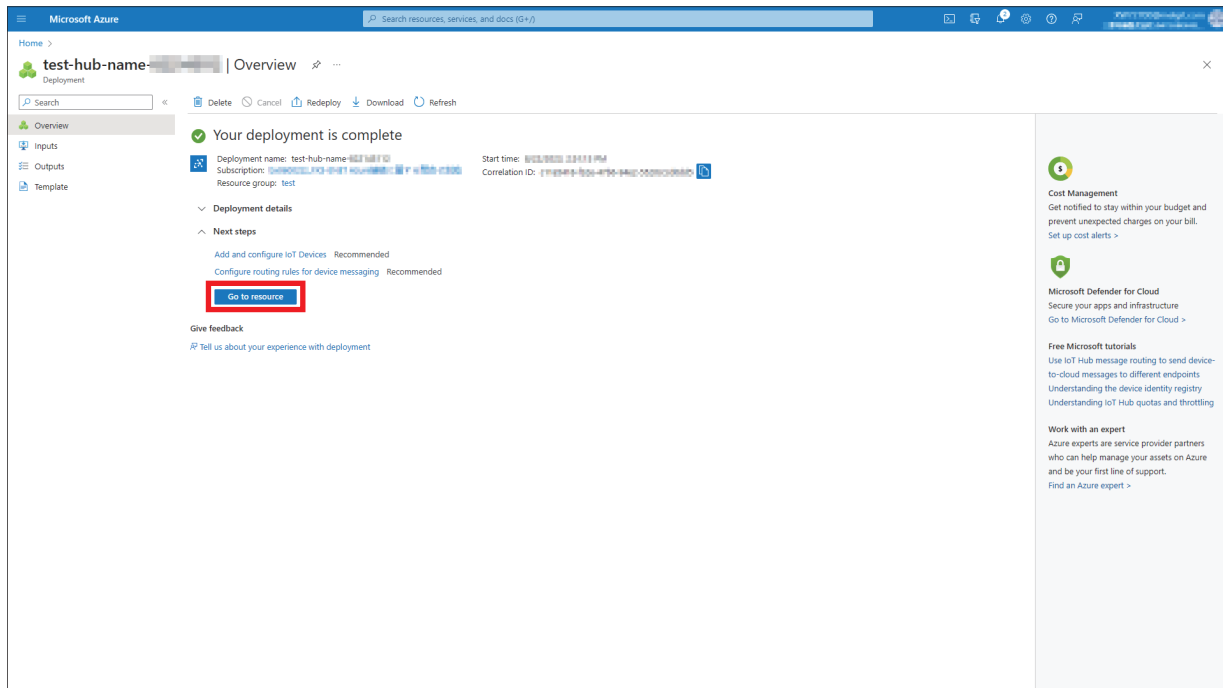 Microsoft Azure
Search resources, services, and docs (G+/)
2
Home >
test-hub-name- | Overview
Deployment
Search
Delete Cancel Redeploy Download Refresh
Overview
Inputs
Outputs
Template
Your deployment is complete
Deployment name: test-hub-name-
Subscription:
Resource group: test
Start time:
Correlation ID:
Deployment details
Next steps
Add and configure IoT Devices Recommended
Configure routing rules for device messaging Recommended
Go to resource
Give feedback
Tell us about your experience with deployment
Cost Management
Get notified to stay within your budget and
prevent unexpected charges on your bill.
Set up cost alerts >
Microsoft Defender for Cloud
Secure your apps and infrastructure
Go to Microsoft Defender for Cloud >
Free Microsoft tutorials
Use IoT Hub message routing to send device-
to-cloud messages to different endpoints
Understanding the device identity registry
Understanding IoT Hub quotas and throttling
Work with an expert
Azure experts are service provider partners
who can help manage your assets on Azure
and be your first line of support.
Find an Azure expert >